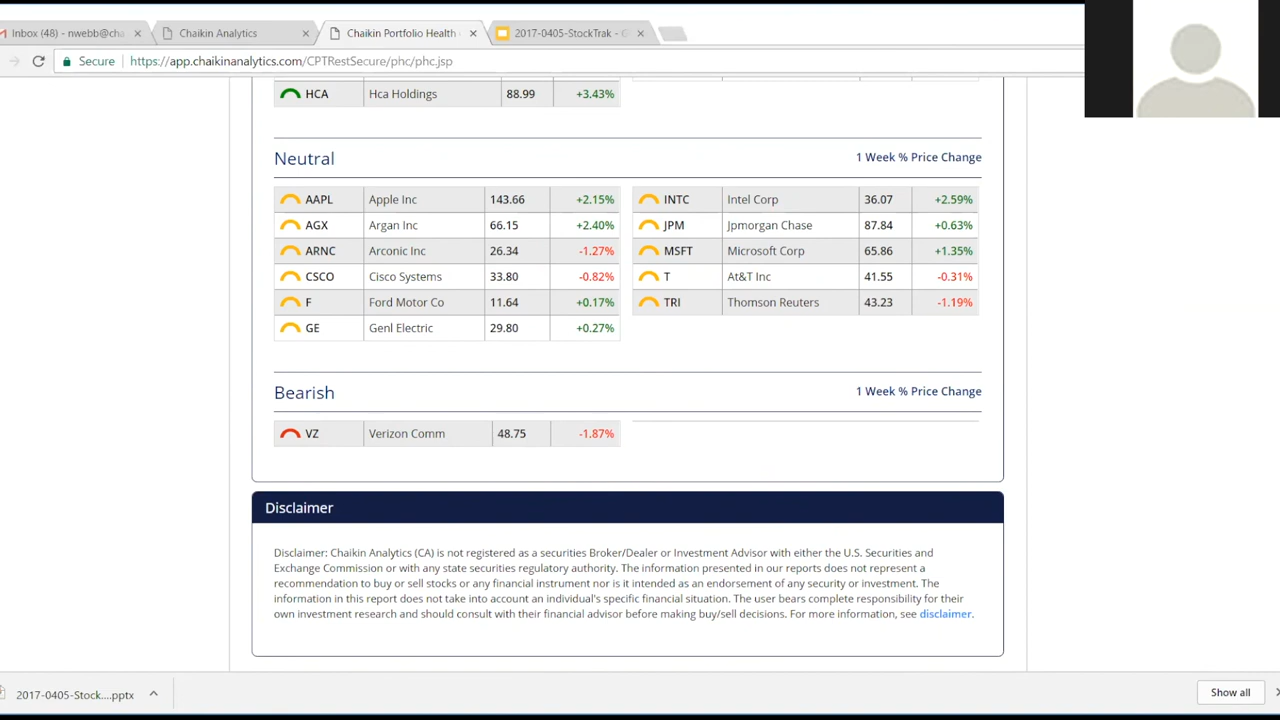 Inbox (48) - nwebb@cha
Chaikin Analytics
Chaikin Portfolio Health
2017-0405-StockTrak - G
Secure
https://app.chaikinanalytics.com/CPTRestSecure/phc/phc.jsp
HCA Hca Holdings 88.99 +3.43%
Neutral
1 Week % Price Change
AAPL Apple Inc 143.66 +2.15%
AGX Argan Inc 66.15 +2.40%
ARNC Arconic Inc 26.34 -1.27%
CSCO Cisco Systems 33.80 -0.82%
F Ford Motor Co 11.64 +0.17%
GE Genl Electric 29.80 +0.27%
INTC Intel Corp 36.07 +2.59%
JPM Jpmorgan Chase 87.84 +0.63%
MSFT Microsoft Corp 65.86 +1.35%
T At&T Inc 41.55 -0.31%
TRI Thomson Reuters 43.23 -1.19%
Bearish
1 Week % Price Change
VZ Verizon Comm 48.75 -1.87%
Disclaimer
Disclaimer: Chaikin Analytics (CA) is not registered as a securities Broker/Dealer or Investment Advisor with either the U.S. Securities and
Exchange Commission or with any state securities regulatory authority. The information presented in our reports does not represent a
recommendation to buy or sell stocks or any financial instrument nor is it intended as an endorsement of any security or investment. The
information in this report does not take into account an individual's specific financial situation. The user bears complete responsibility for their
own investment research and should consult with their financial advisor before making buy/sell decisions. For more information, see disclaimer.
2017-0405-Stock....pptx
Show all